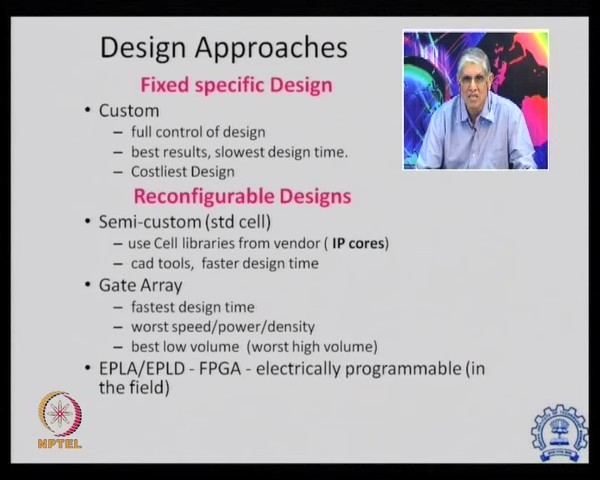 Design Approaches
Fixed specific Design
• Custom
– full control of design
– best results, slowest design time.
– Costliest Design
Reconfigurable Designs
• Semi-custom (std cell)
– use Cell libraries from vendor ( IP cores)
– cad tools, faster design time
• Gate Array
– fastest design time
– worst speed/power/density
– best low volume (worst high volume)
• EPLA/EPLD - FPGA - electrically programmable (in
the field)
NPTEL